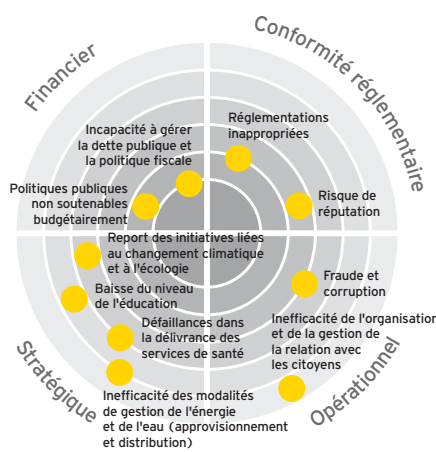 Financier
Conformité réglementaire
Incapacité à gérer
la dette publique et
la politique fiscale
Réglementations
inappropriées
Politiques publiques
non soutenables
budgétairement
Risque de
réputation
Report des initiatives liées
au changement climatique
et à l'écologie
Baisse du niveau
de l'éducation
Défaillances dans
la délivrance des
services de santé
Inefficacité des modalités
de gestion de l'énergie
et de l'eau (approvisionnement
et distribution)
Fraude et
corruption
Inefficacité de l'organisation
et de la gestion de
la relation avec
les citoyens
Stratégique
Opérationnel